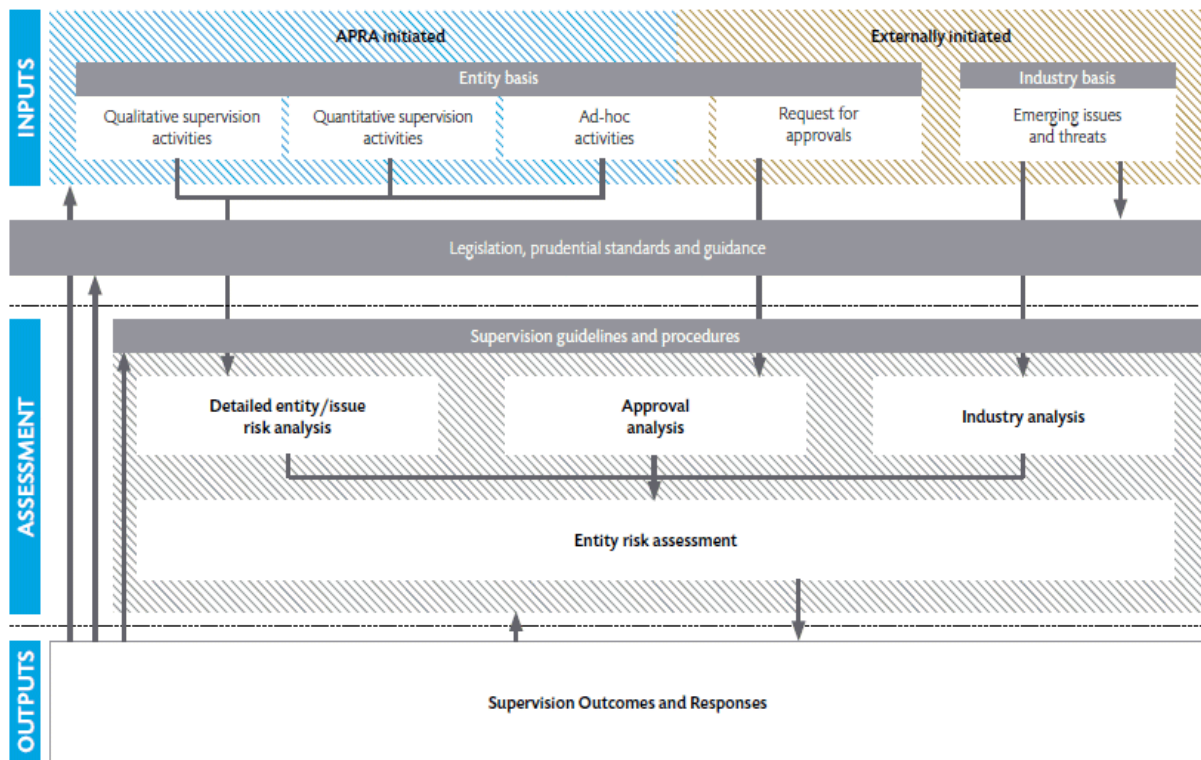 INPUTS
APRA initiated
Externally initiated
Entity basis
Industry basis
Qualitative supervision
activities
Quantitative supervision
activities
Ad-hoc
activities
Request for
approvals
Emerging issues
and threats
Legislation, prudential standards and guidance
ASSESSMENT
Supervision guidelines and procedures
Detailed entity/issue
risk analysis
Approval
analysis
Industry analysis
Entity risk assessment
OUTPUTS
Supervision Outcomes and Responses